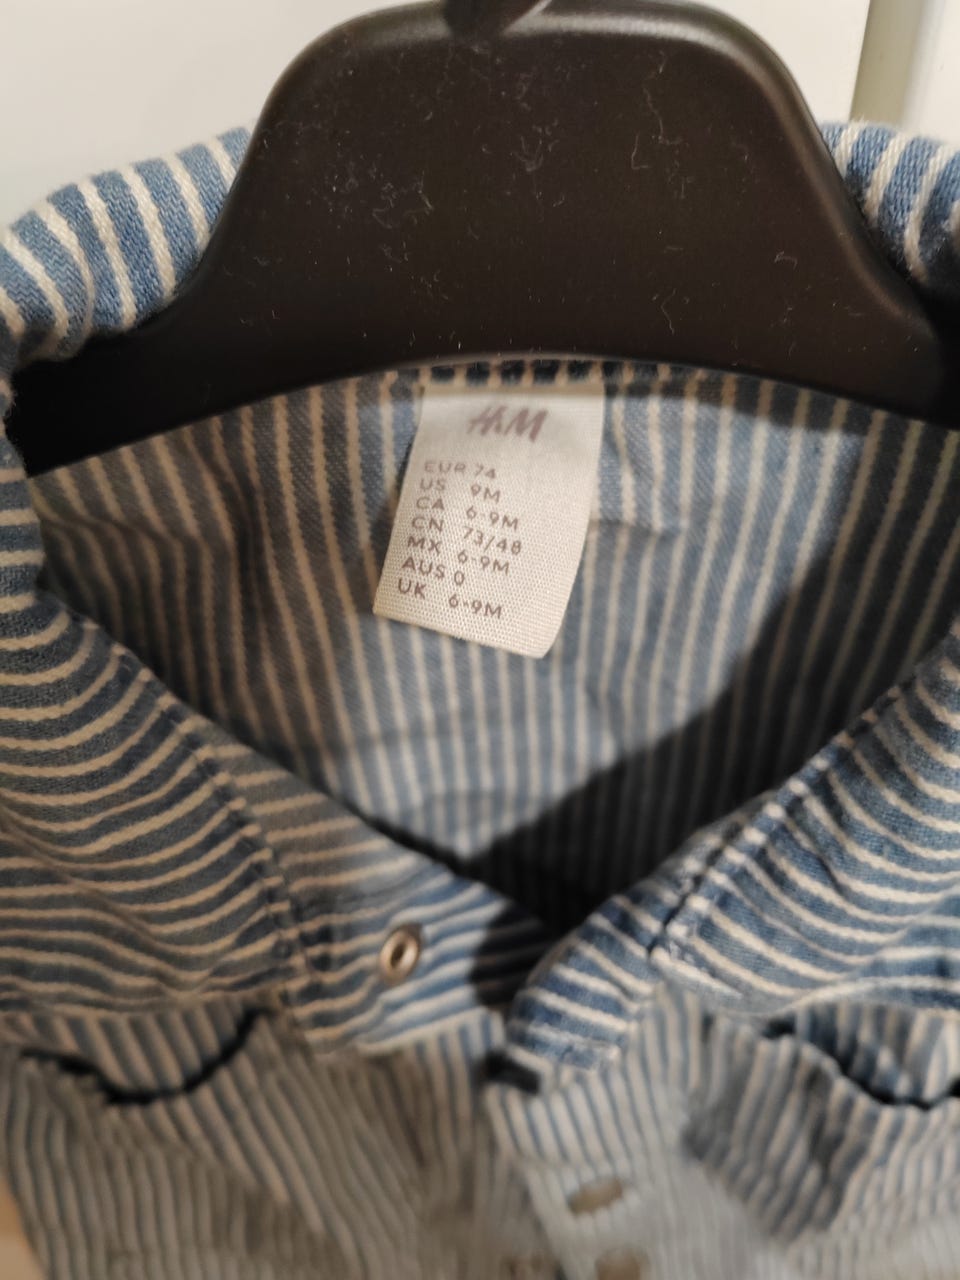 H&M
EUR 74
US 9M
CA 6-9M
CN 73/48
MX 6-9M
AUS 0
UK 6-9M